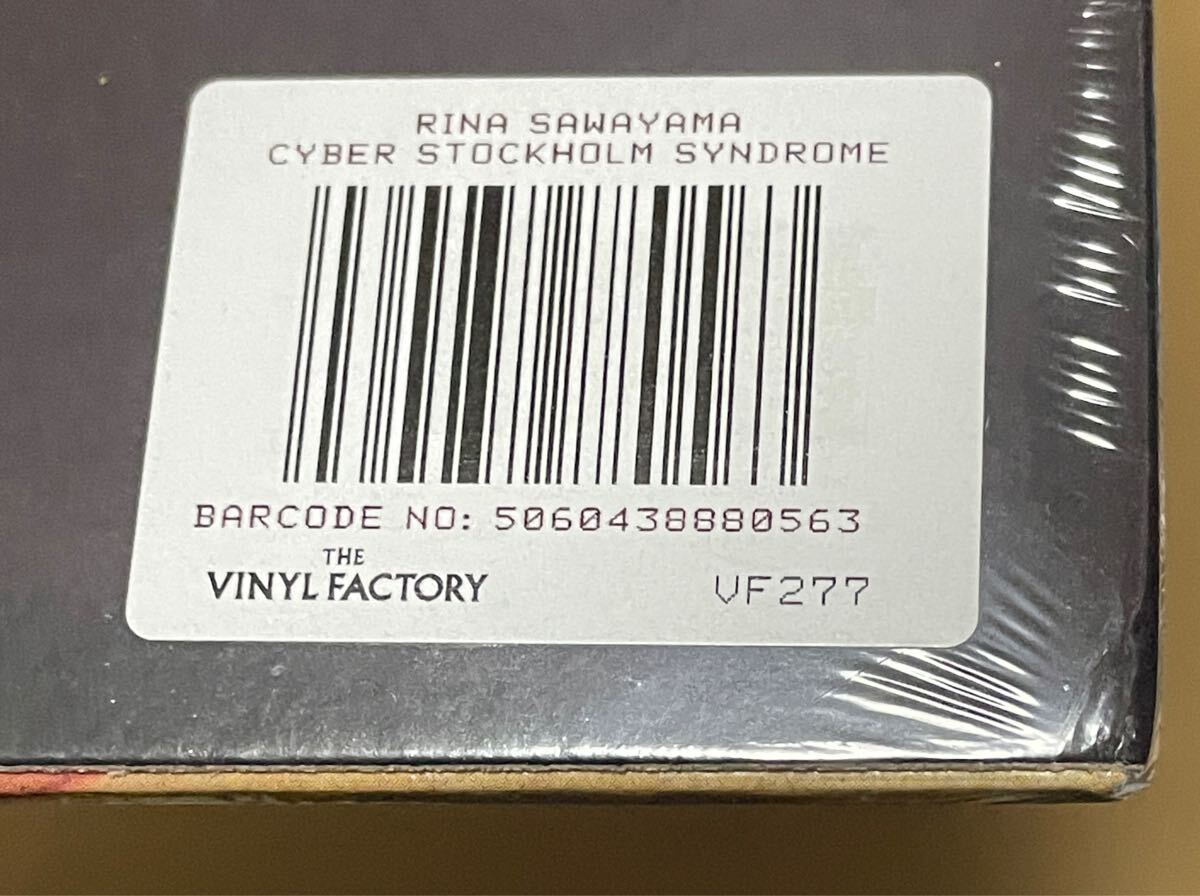 RINA SAWAYAMA
CYBER STOCKHOLM SYNDROME
BARCODE NO: 5060438880563
THE
VINYL FACTORY
VF277